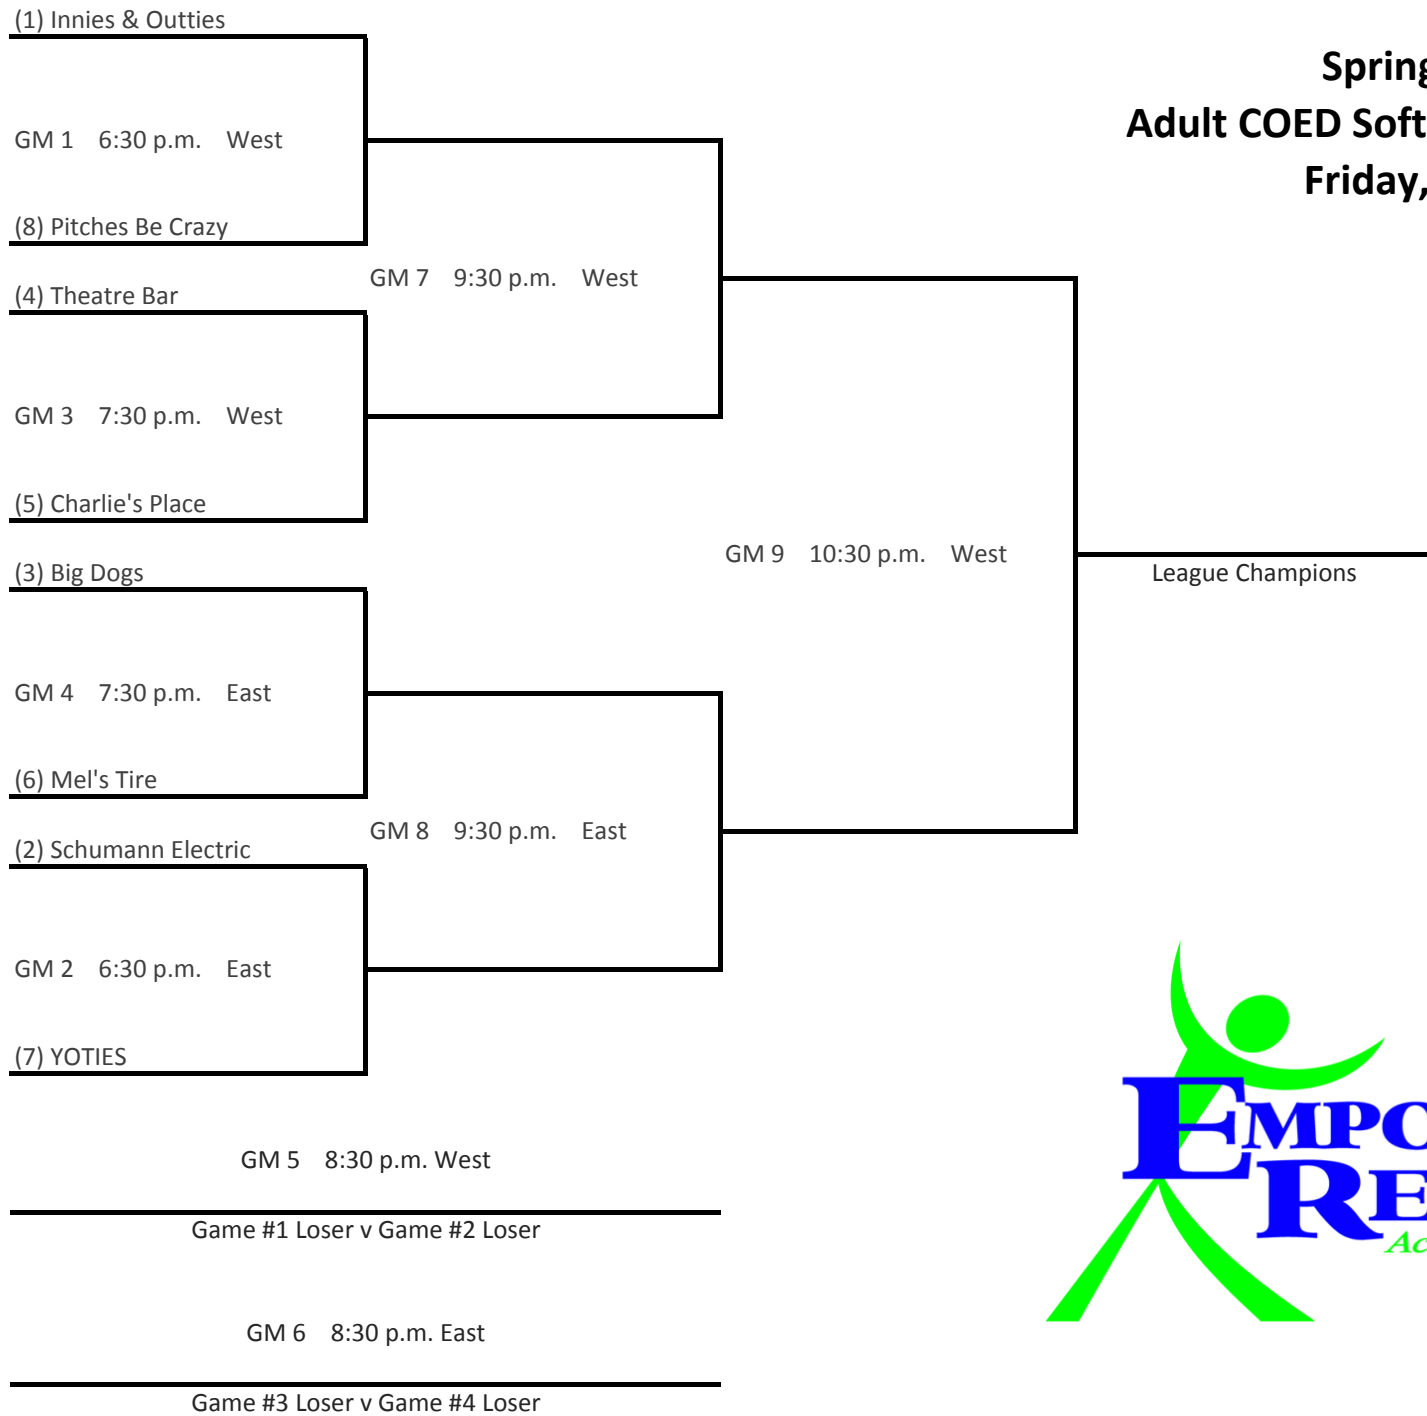 (1) Innies & Outties
Spring
Adult COED Soft
Friday,
GM 1 6:30 p.m. West
(8) Pitches Be Crazy
GM 7 9:30 p.m. West
(4) Theatre Bar
GM 3 7:30 p.m. West
(5) Charlie's Place
GM 9 10:30 p.m. West
League Champions
(3) Big Dogs
GM 4 7:30 p.m. East
(6) Mel's Tire
GM 8 9:30 p.m. East
(2) Schumann Electric
GM 2 6:30 p.m. East
(7) YOTIES
GM 5 8:30 p.m. West
Game #1 Loser v Game #2 Loser
GM 6 8:30 p.m. East
Game #3 Loser v Game #4 Loser
EMPO
RE
Ac